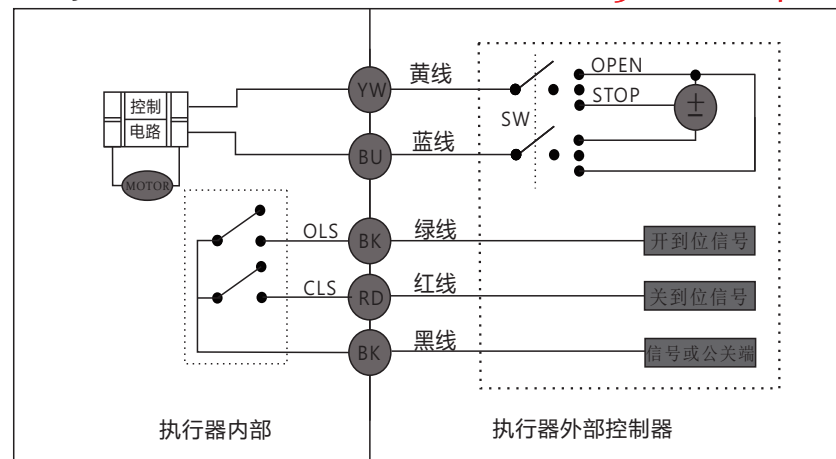 控制
电路
MOTOR
YW
黄线
BU
蓝线
SW
OPEN
STOP
±
OLS
BK
绿线
开到位信号
CLS
RD
红线
关到位信号
BK
黑线
信号或公关端
执行器内部
执行器外部控制器